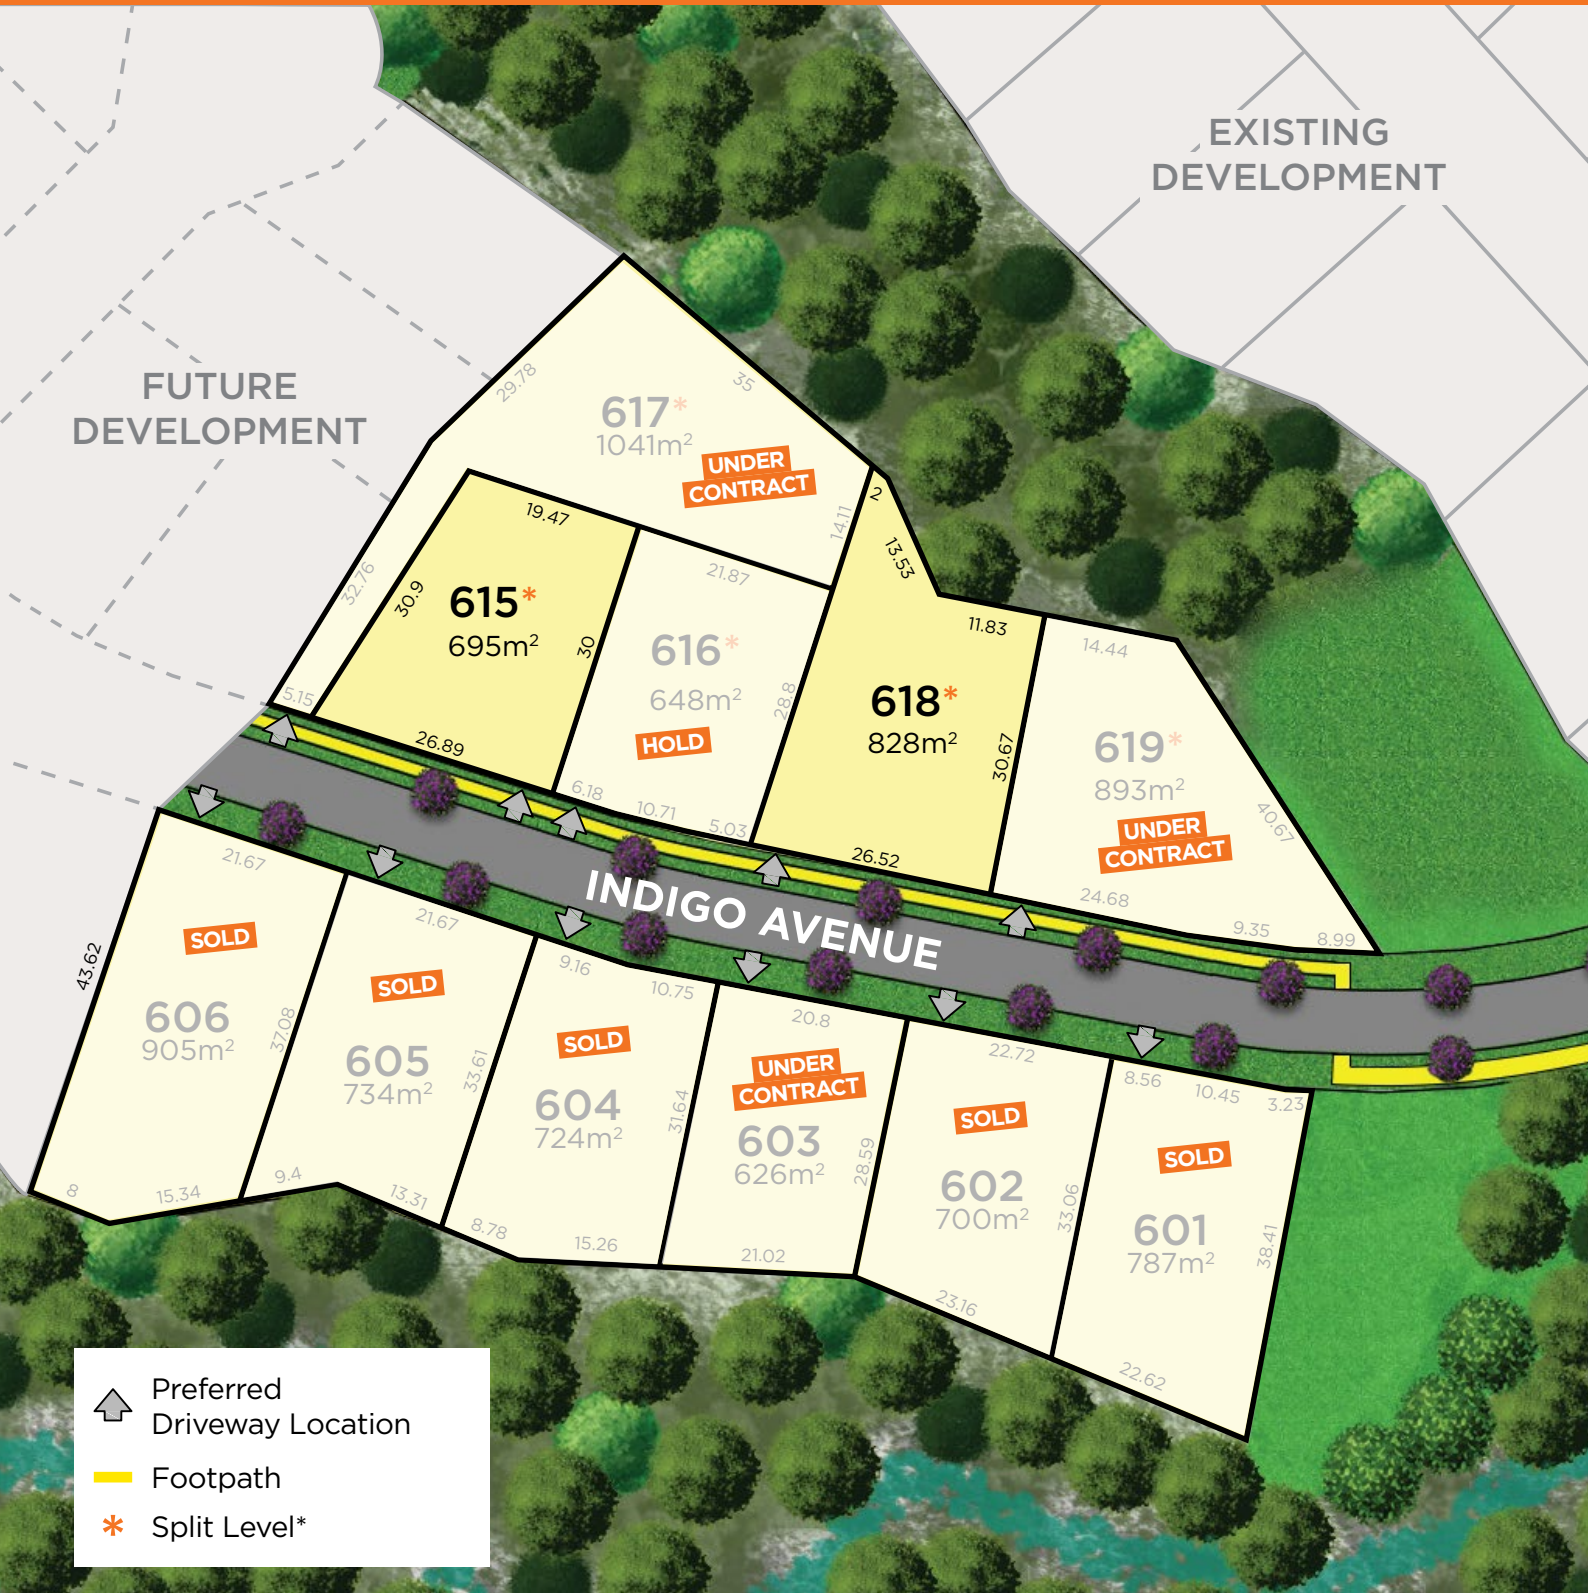 EXISTING
DEVELOPMENT
FUTURE
DEVELOPMENT
29.78
35
617*
1041m²
UNDER
CONTRACT
14.11
2
13.53
32.76
5.15
19.47
30.9
615*
695m²
30
26.89
21.87
616*
648m²
HOLD
28.8
6.18
10.71
5.03
11.83
618*
828m²
30.67
26.52
14.44
619*
893m²
UNDER
CONTRACT
40.67
24.68
9.35
8.99
INDIGO AVENUE
21.67
SOLD
43.62
606
905m²
37.08
8
15.34
21.67
SOLD
605
734m²
33.61
9.4
13.31
9.16
10.75
SOLD
604
724m²
31.64
8.78
15.26
20.8
UNDER
CONTRACT
603
626m²
28.59
21.02
22.72
SOLD
602
700m²
33.06
23.16
8.56
10.45
3.23
SOLD
601
787m²
38.41
22.62
Preferred
Driveway Location
Footpath
* Split Level*